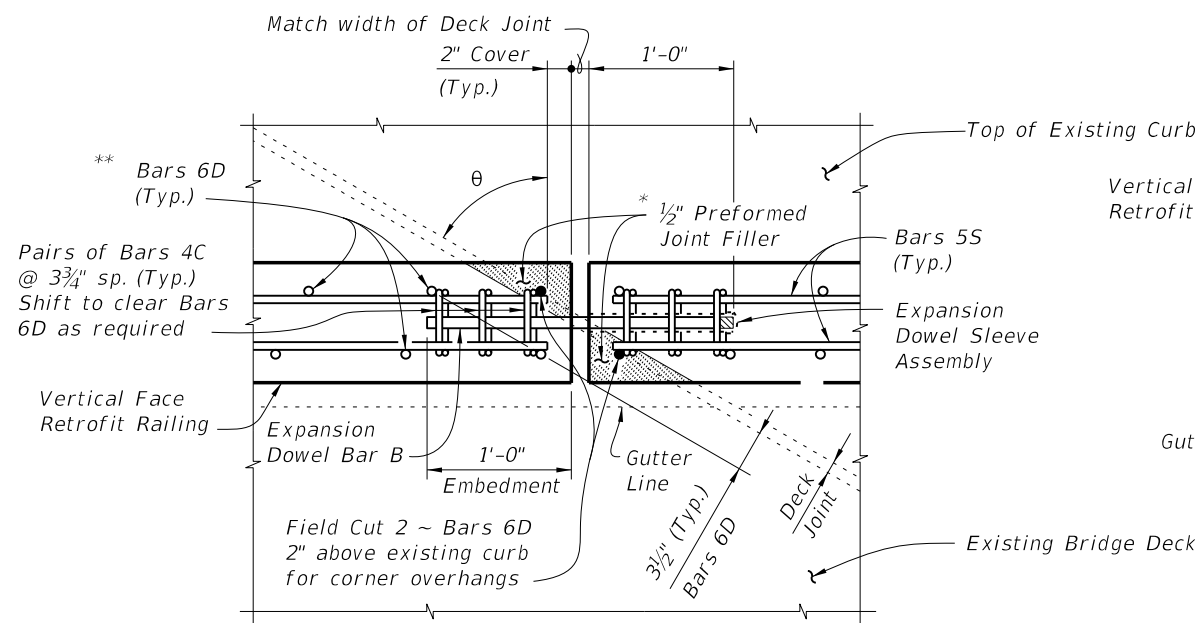 Match width of Deck Joint
2" Cover
(Typ.)
1'-0"
Top of Existing Curb
** Bars 6D
(Typ.)
θ
* ½" Preformed
Joint Filler
Vertical
Retrofit
Bars 5S
(Typ.)
Pairs of Bars 4C
@ 3¾" sp. (Typ.)
Shift to clear Bars
6D as required
Expansion
Dowel Sleeve
Assembly
Vertical Face
Retrofit Railing
Expansion
Dowel Bar B
1'-0"
Embedment
Gutter
Line
Gut
3½" (Typ.)
Bars 6D
Deck
Joint
Field Cut 2 ~ Bars 6D
2" above existing curb
for corner overhangs
Existing Bridge Deck